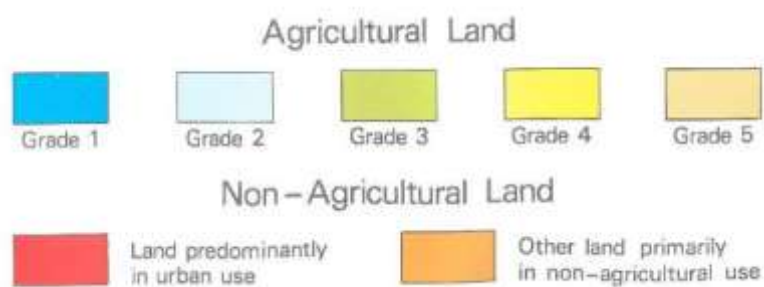 Agricultural Land
Grade 1 Grade 2 Grade 3 Grade 4 Grade 5
Non-Agricultural Land
Land predominantly
in urban use
Other land primarily
in non-agricultural use